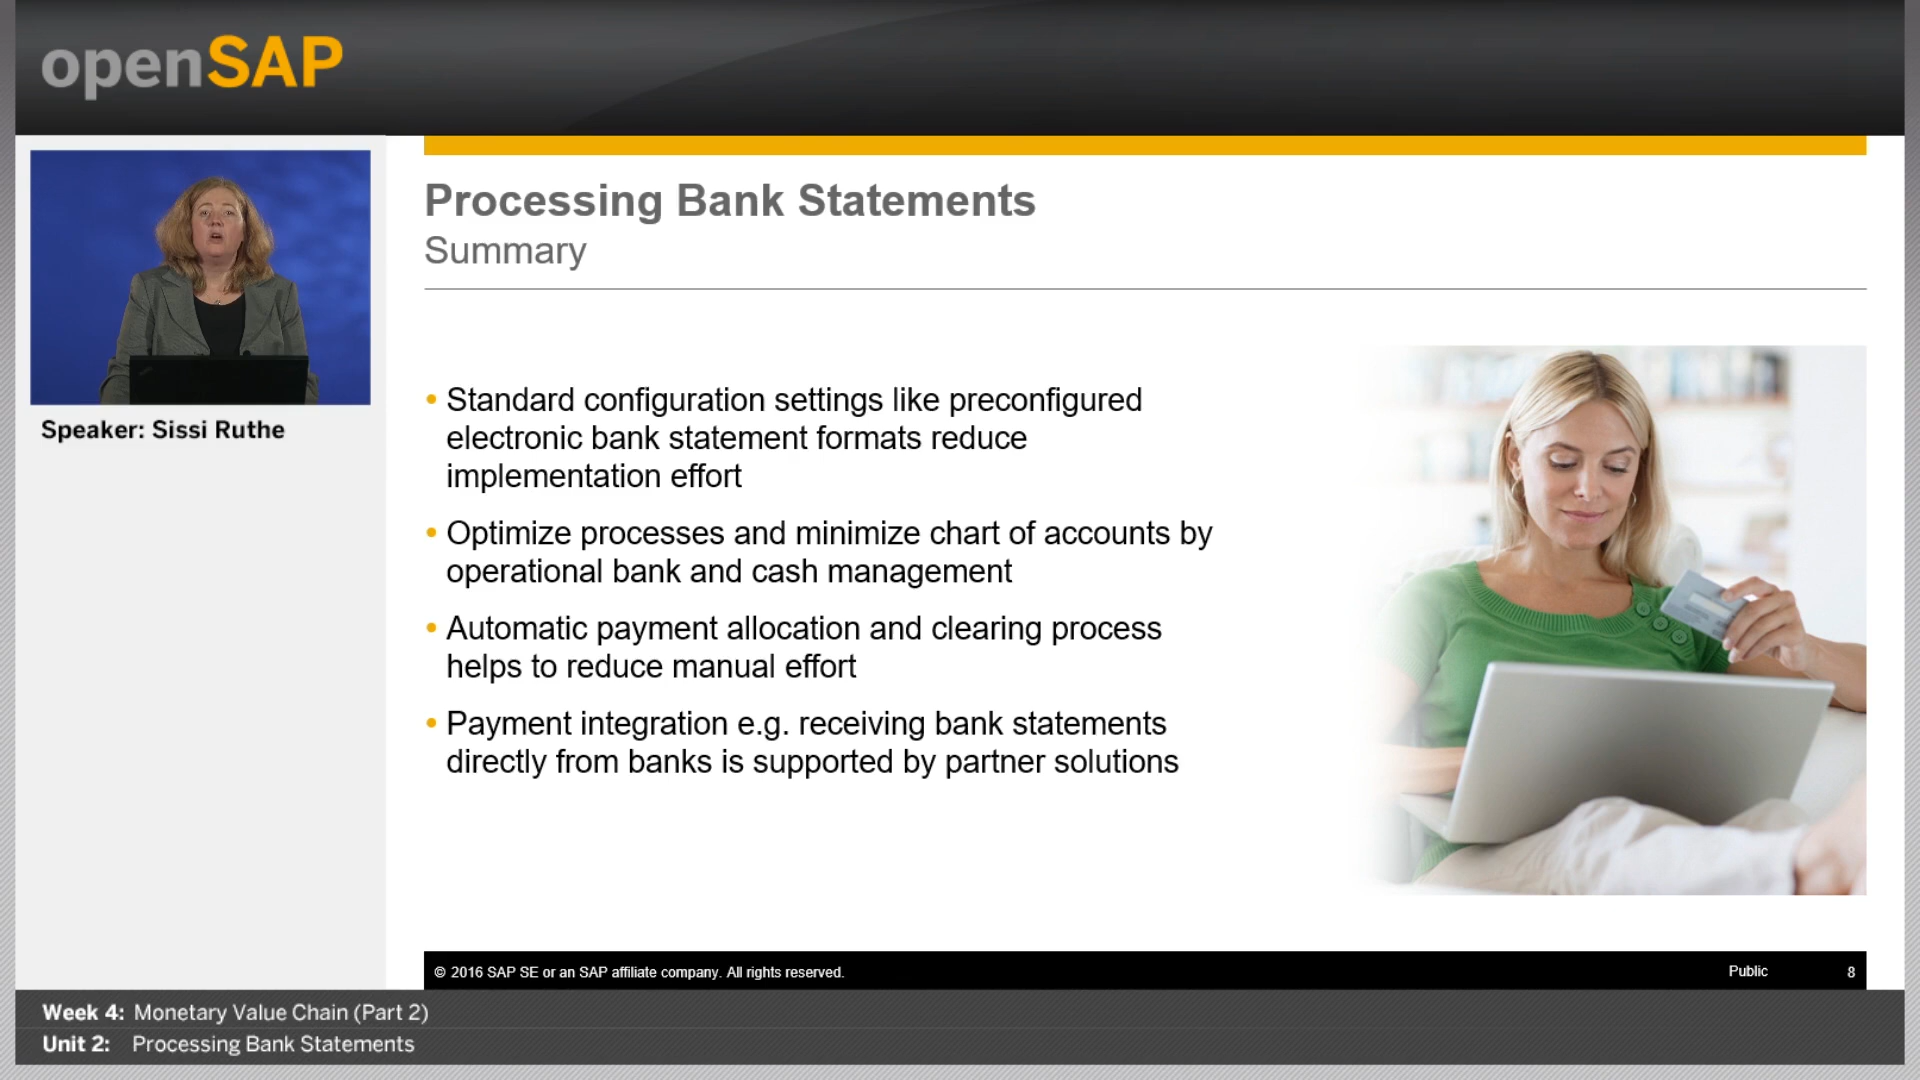 openSAP
Speaker: Sissi Ruthe
Processing Bank Statements
Summary
• Standard configuration settings like preconfigured
electronic bank statement formats reduce
implementation effort
• Optimize processes and minimize chart of accounts by
operational bank and cash management
• Automatic payment allocation and clearing process
helps to reduce manual effort
• Payment integration e.g. receiving bank statements
directly from banks is supported by partner solutions
© 2016 SAP SE or an SAP affiliate company. All rights reserved.
Public 8
Week 4: Monetary Value Chain (Part 2)
Unit 2: Processing Bank Statements